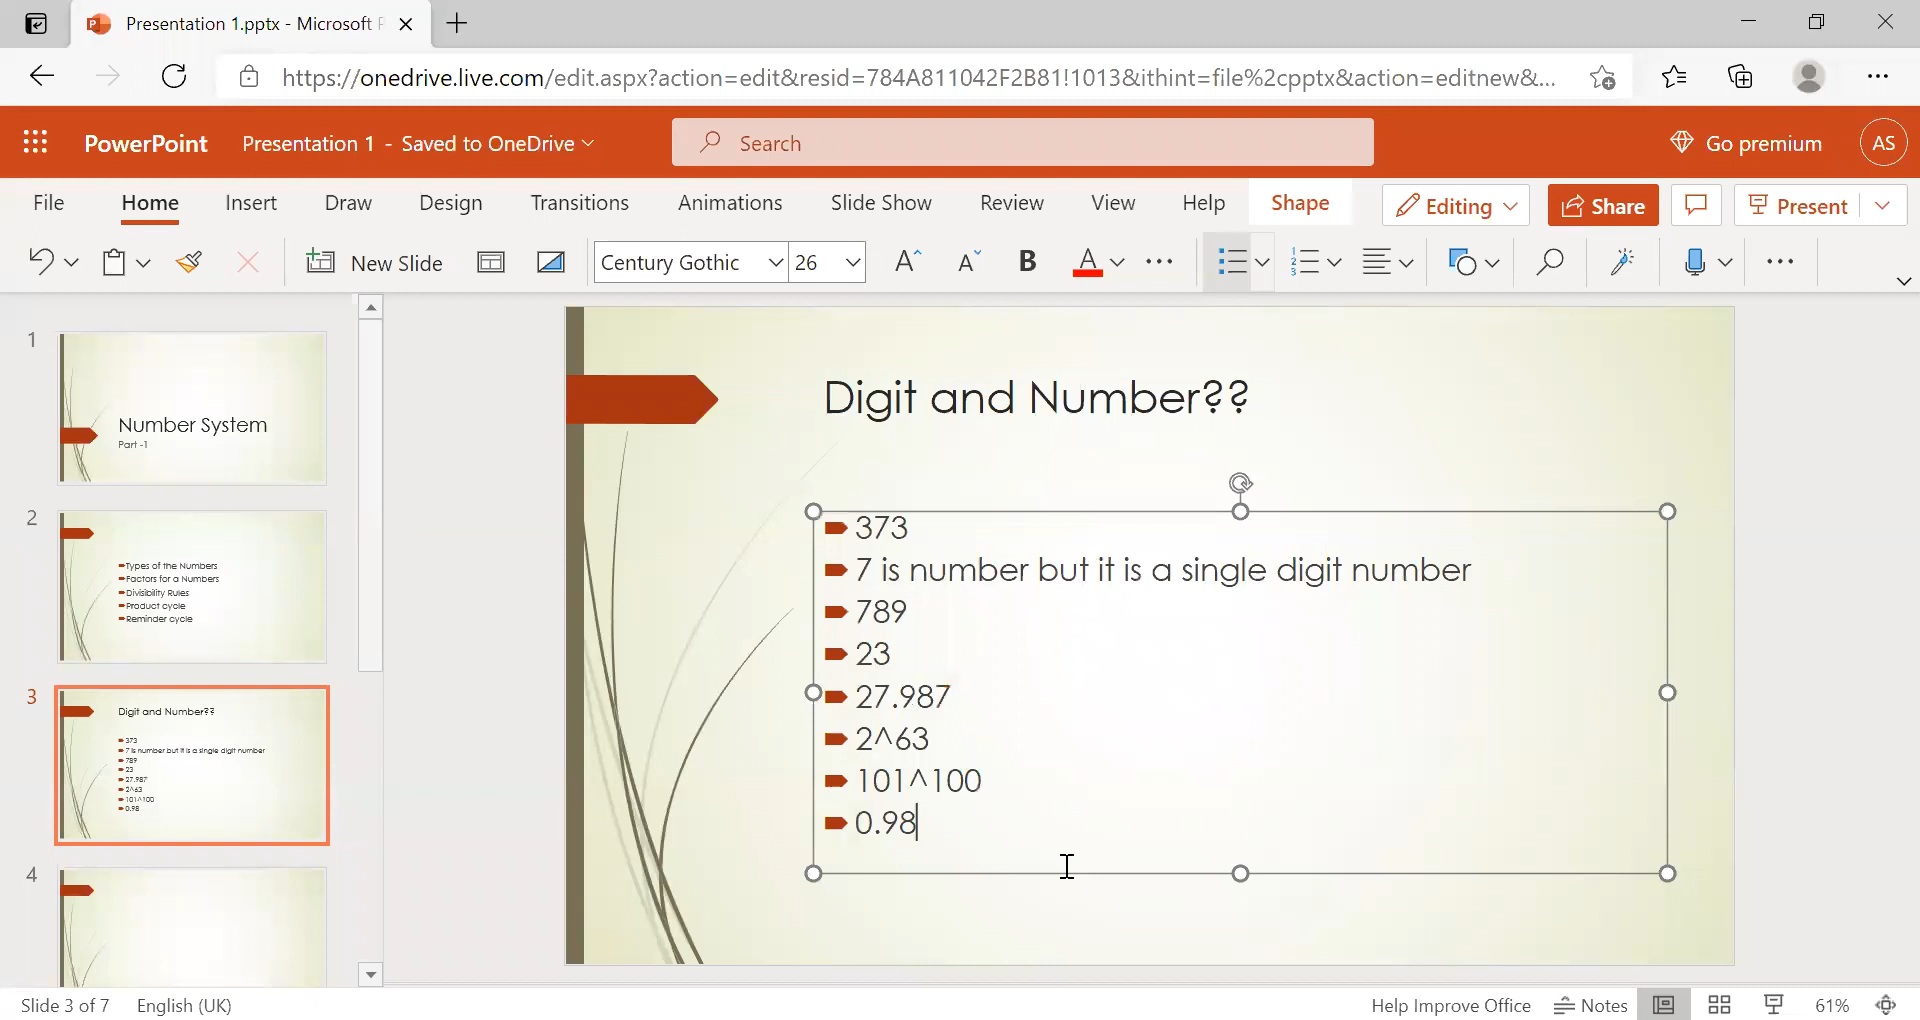 Presentation 1.pptx - Microsoft P
https://onedrive.live.com/edit.aspx?action=edit&resid=784A811042F2B81!1013&ithint=file%2cpptx&action=editnew&...
PowerPoint
Presentation 1 - Saved to OneDrive
Search
Go premium
AS
File
Home
Insert
Draw
Design
Transitions
Animations
Slide Show
Review
View
Help
Shape
Editing
Share
Present
New Slide
Century Gothic
26
B
A
1
Number System
Part -1
2
Types of the Numbers
Factors for a Numbers
Divisibility Rules
Product cycle
Reminder cycle
3
Digit and Number??
373
7 is number but it is a single digit number
789
23
27.987
2^63
101^100
0.98
4
Digit and Number??
373
7 is number but it is a single digit number
789
23
27.987
2^63
101^100
0.98
Slide 3 of 7
English (UK)
Help Improve Office
Notes
61%